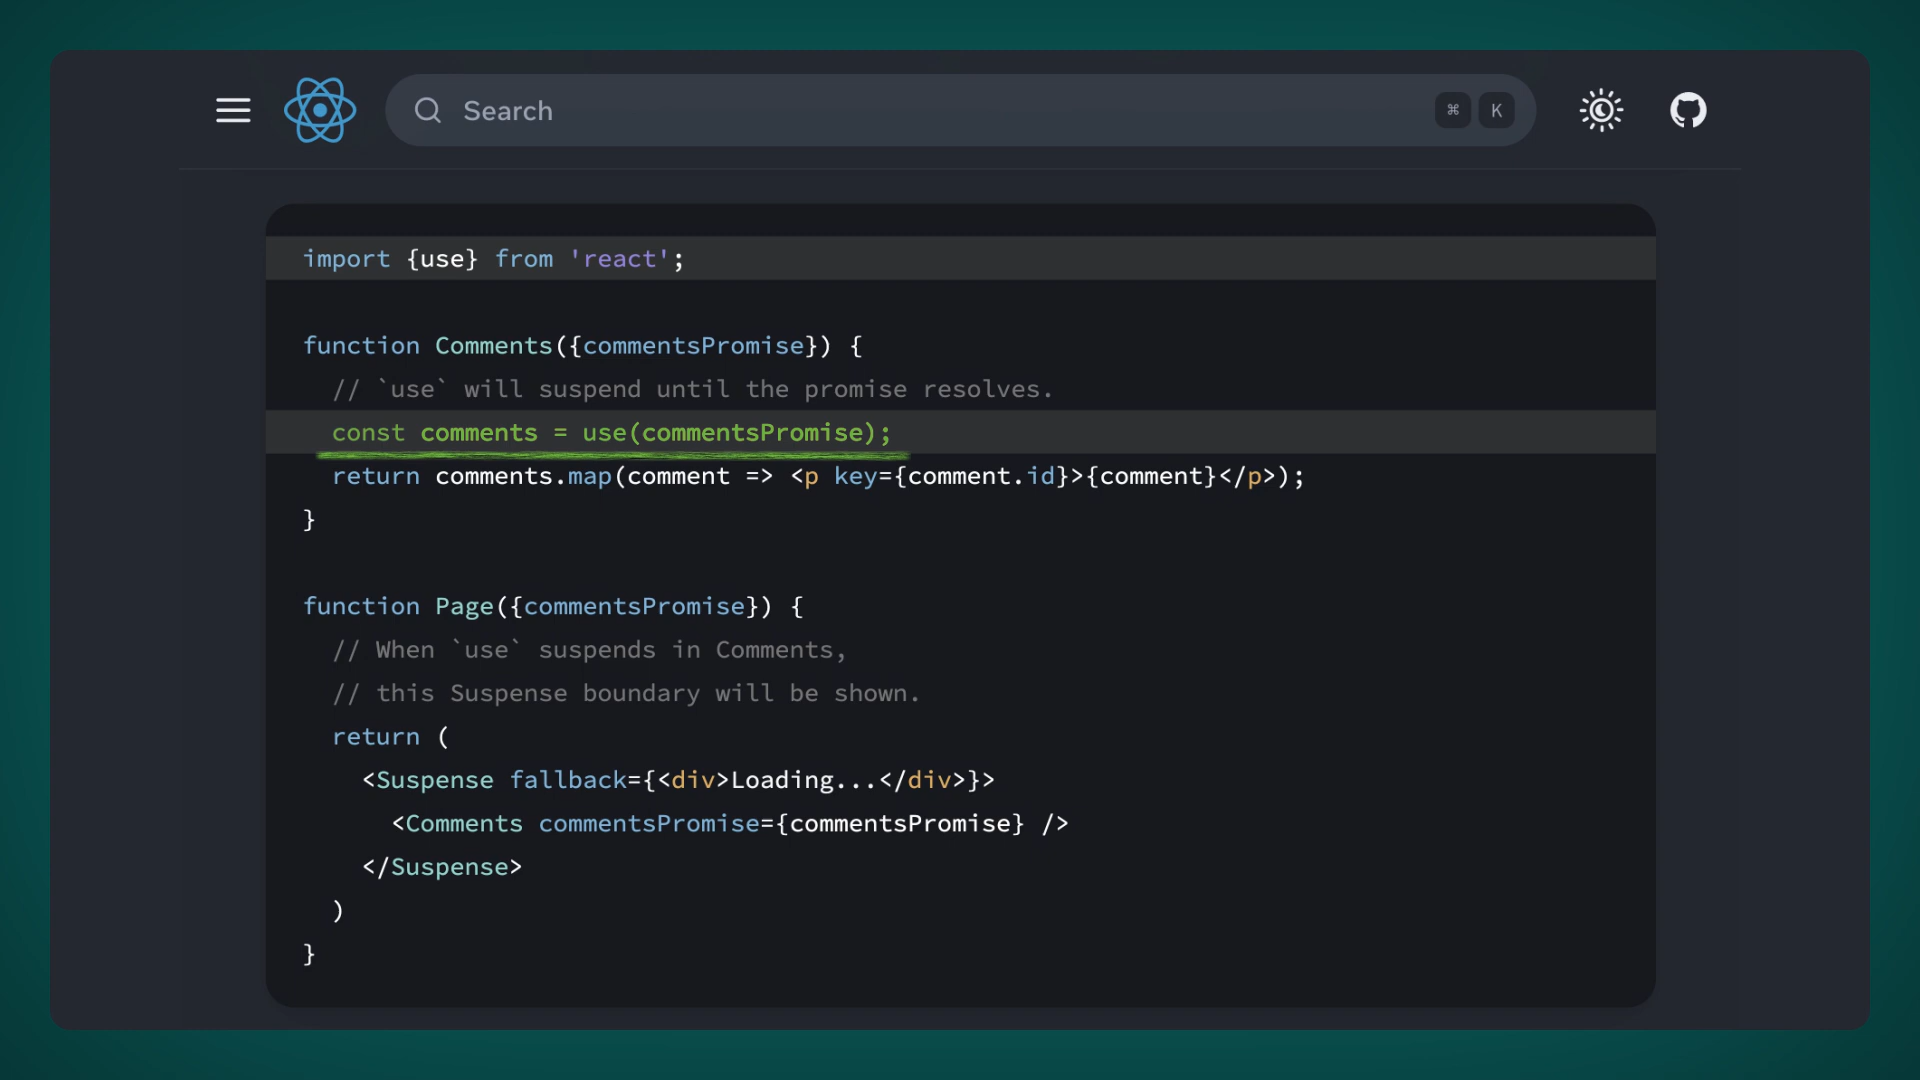 Search
⌘ K
import {use} from 'react';
function Comments({commentsPromise}) {
// `use` will suspend until the promise resolves.
const comments = use(commentsPromise);
return comments.map(comment => <p key={comment.id}>{comment}</p>);
}
function Page({commentsPromise}) {
// When `use` suspends in Comments,
// this Suspense boundary will be shown.
return (
<Suspense fallback={<div>Loading...</div>}>
<Comments commentsPromise={commentsPromise} />
</Suspense>
)
}